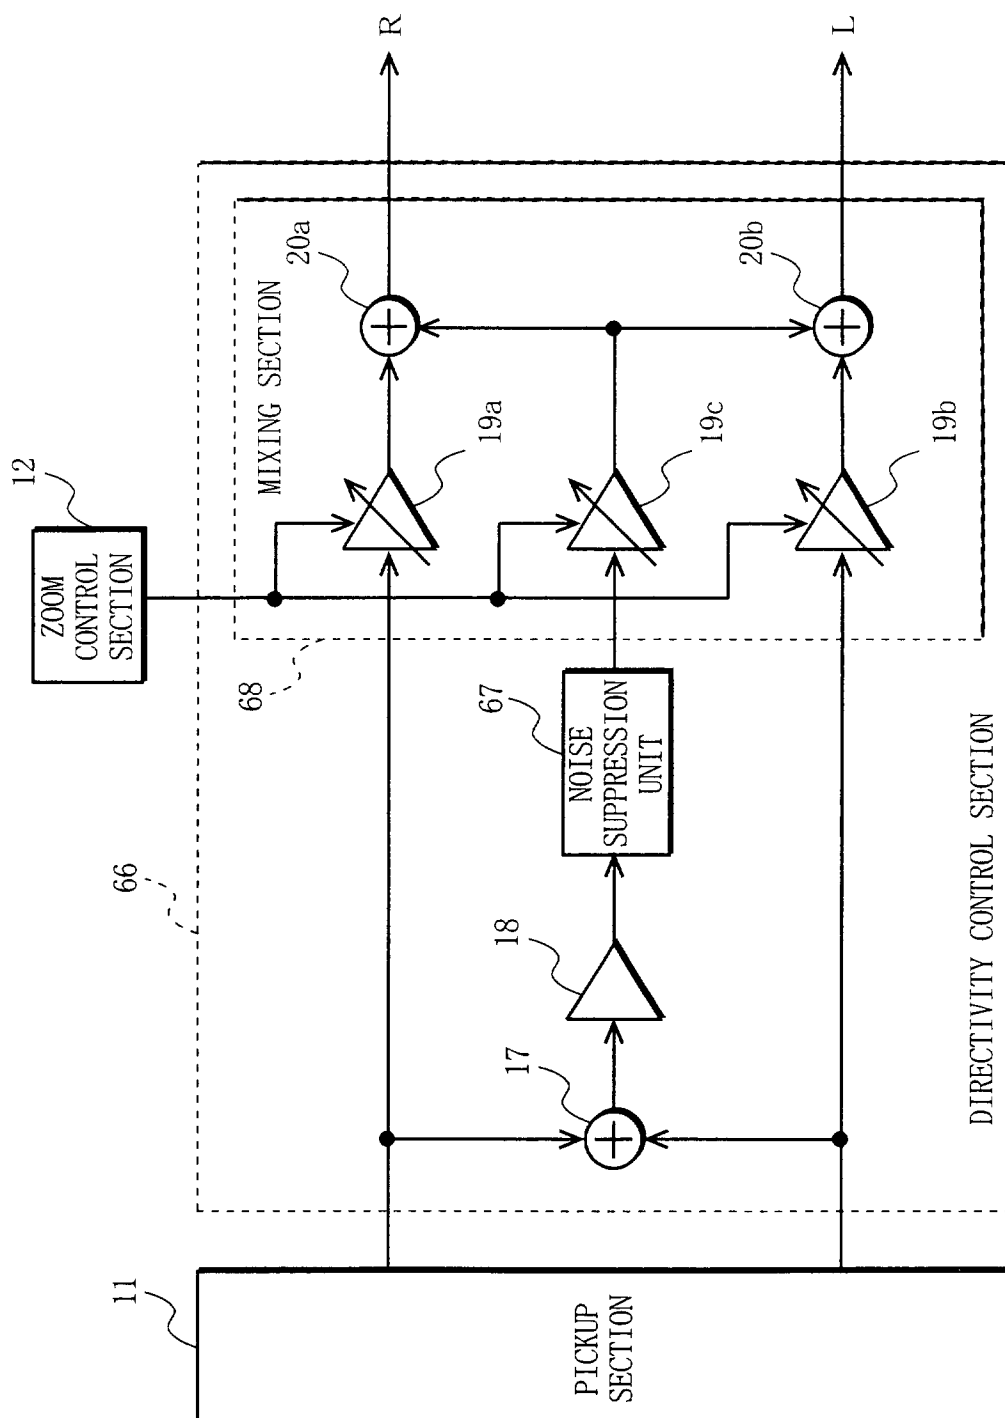 11
PICKUP
SECTION
66
DIRECTIVITY CONTROL SECTION
17
18
67
NOISE
SUPPRESSION
UNIT
12
ZOOM
CONTROL
SECTION
68
MIXING SECTION
19a
19c
19b
20a
20b
R
L